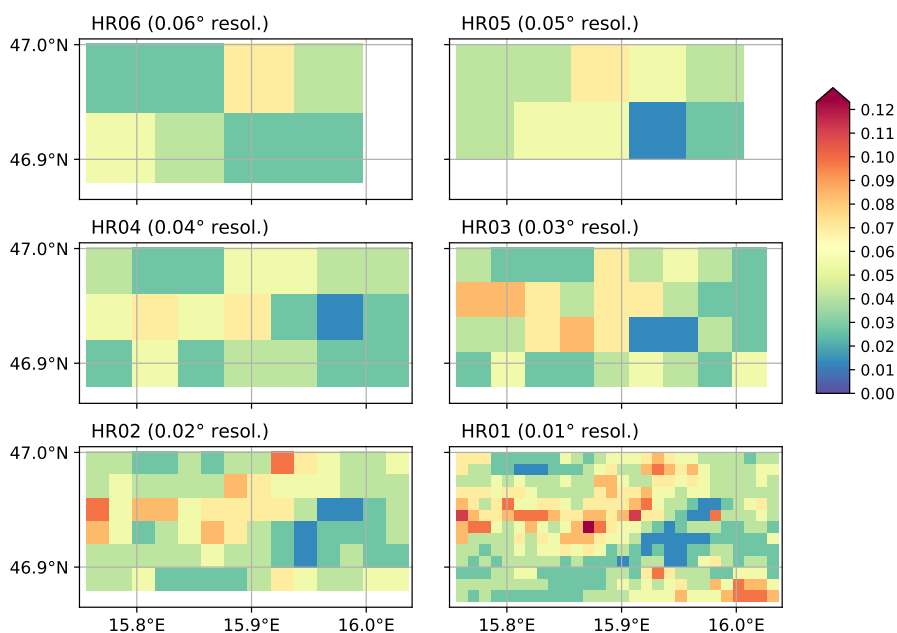 HR06 (0.06° resol.)
HR05 (0.05° resol.)
47.0°N
46.9°N
HR04 (0.04° resol.)
HR03 (0.03° resol.)
47.0°N
46.9°N
HR02 (0.02° resol.)
HR01 (0.01° resol.)
47.0°N
46.9°N
15.8°E 15.9°E 16.0°E
15.8°E 15.9°E 16.0°E
0.12
0.11
0.10
0.09
0.08
0.07
0.06
0.05
0.04
0.03
0.02
0.01
0.00